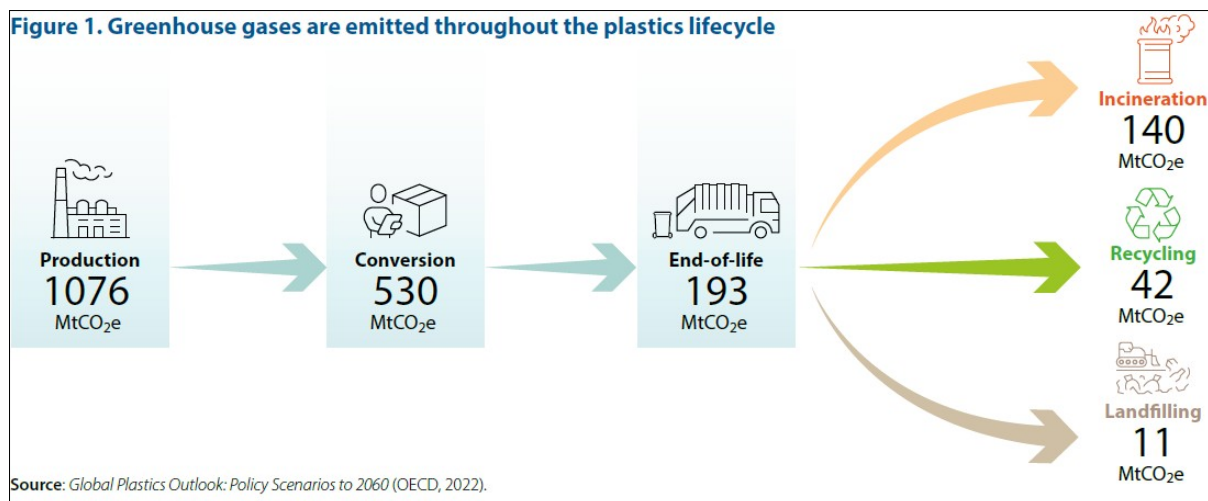 Figure 1. Greenhouse gases are emitted throughout the plastics lifecycle
Production
1076
MtCO₂e
Conversion
530
MtCO₂e
End-of-life
193
MtCO₂e
Incineration
140
MtCO₂e
Recycling
42
MtCO₂e
Landfilling
11
MtCO₂e
Source: Global Plastics Outlook: Policy Scenarios to 2060 (OECD, 2022).